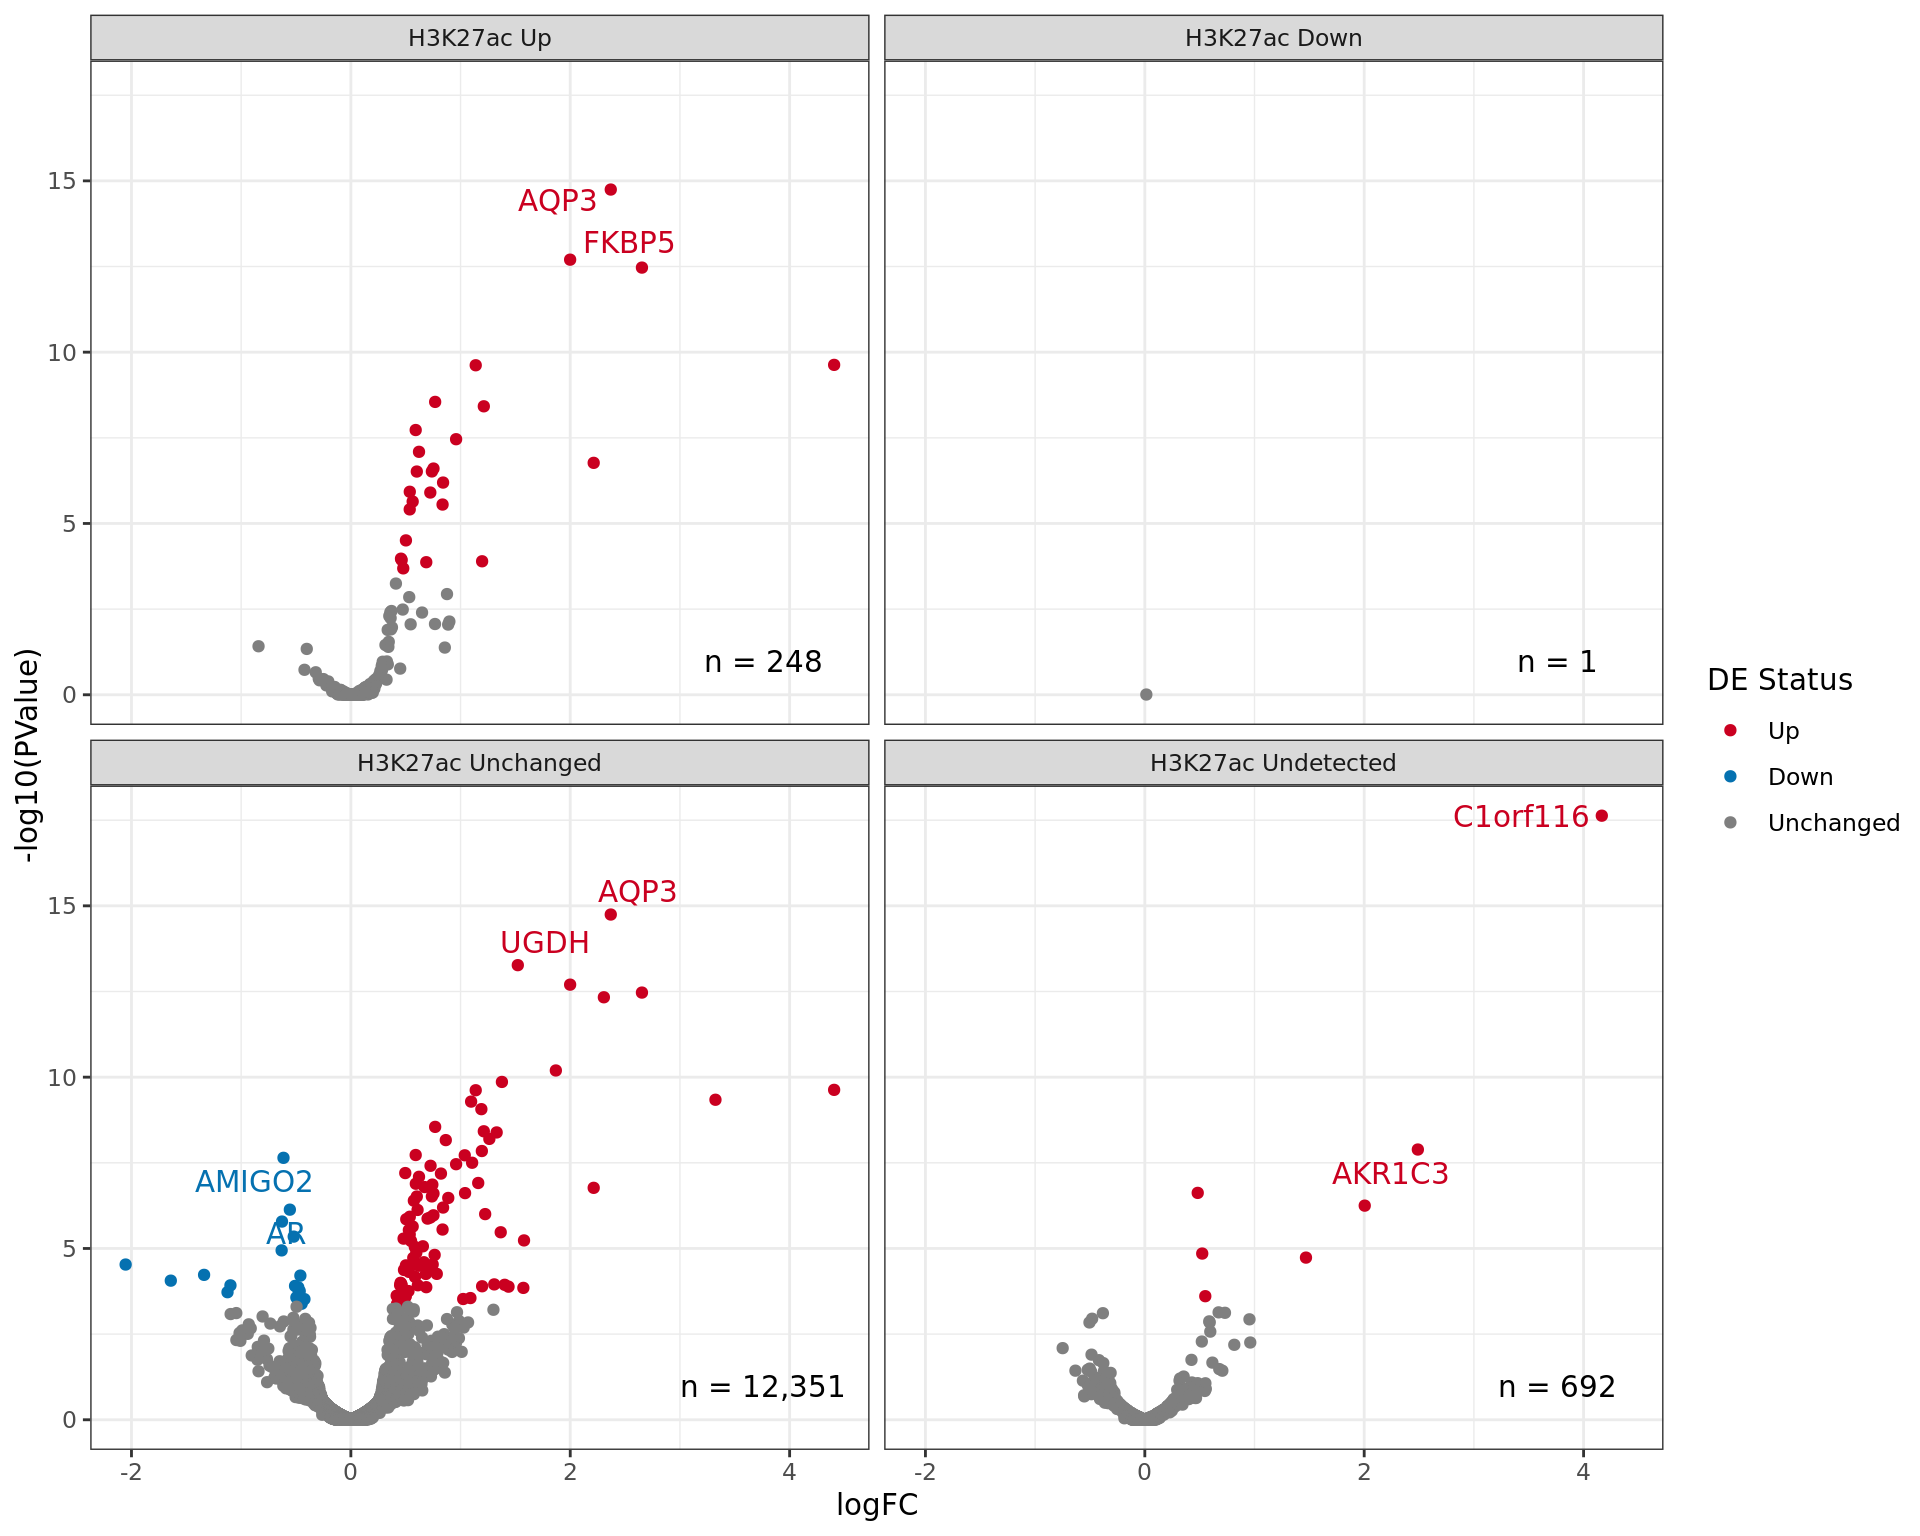 H3K27ac Up
H3K27ac Down
15
10
5
0
AQP3
FKBP5
n = 248
n = 1
H3K27ac Unchanged
H3K27ac Undetected
15
10
5
0
AQP3
UGDH
AMIGO2
AR
n = 12,351
C1orf116
AKR1C3
n = 692
-2
0
2
4
-2
0
2
4
logFC
-log10(PValue)
DE Status
Up
Down
Unchanged